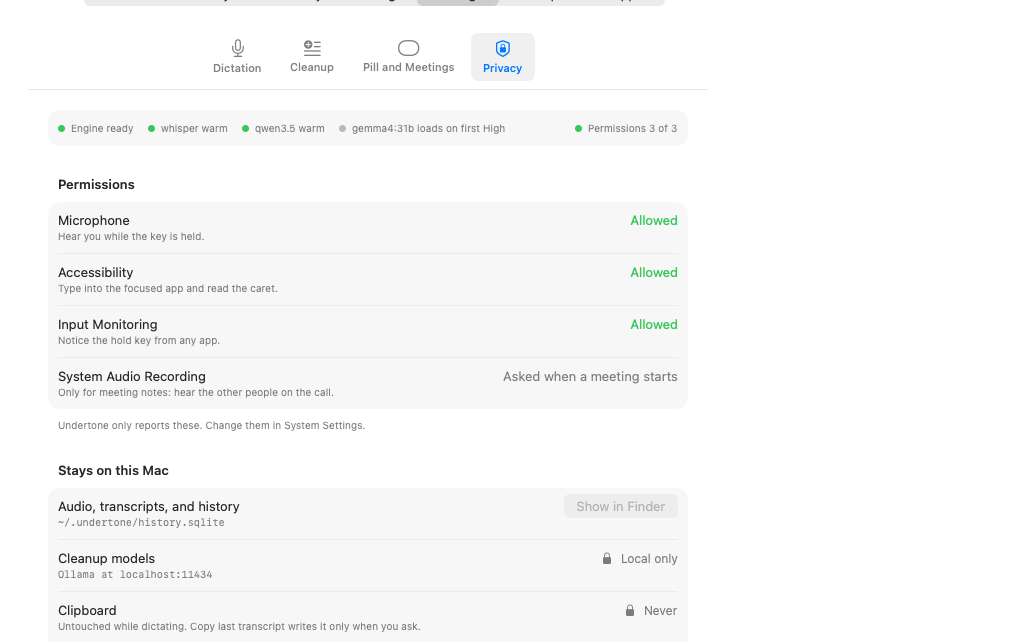 Dictation
Cleanup
Pill and Meetings
Privacy
Engine ready
whisper warm
qwen3.5 warm
gemma4:31b loads on first High
Permissions 3 of 3
Permissions
Microphone
Allowed
Hear you while the key is held.
Accessibility
Allowed
Type into the focused app and read the caret.
Input Monitoring
Allowed
Notice the hold key from any app.
System Audio Recording
Asked when a meeting starts
Only for meeting notes: hear the other people on the call.
Undertone only reports these. Change them in System Settings.
Stays on this Mac
Audio, transcripts, and history
Show in Finder
~/.undertone/history.sqlite
Cleanup models
Local only
Ollama at localhost:11434
Clipboard
Never
Untouched while dictating. Copy last transcript writes it only when you ask.